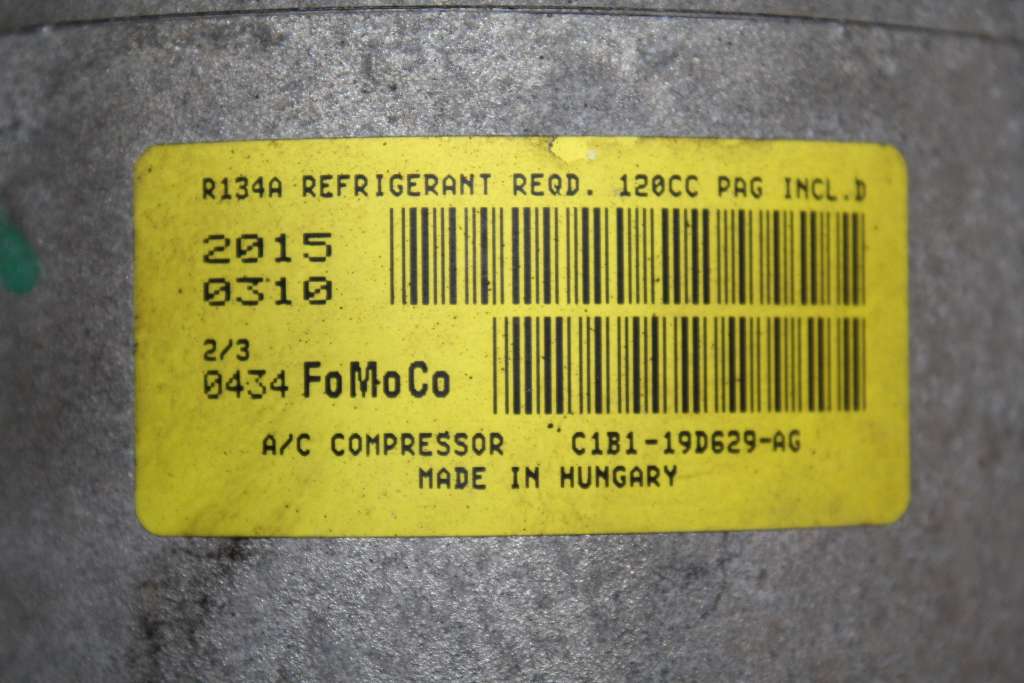 R134A REFRIGERANT REQD. 120CC PAG INCL.D
2015
0310
2/3
0434 FoMoCo
A/C COMPRESSOR C1B1-19D629-AG
MADE IN HUNGARY